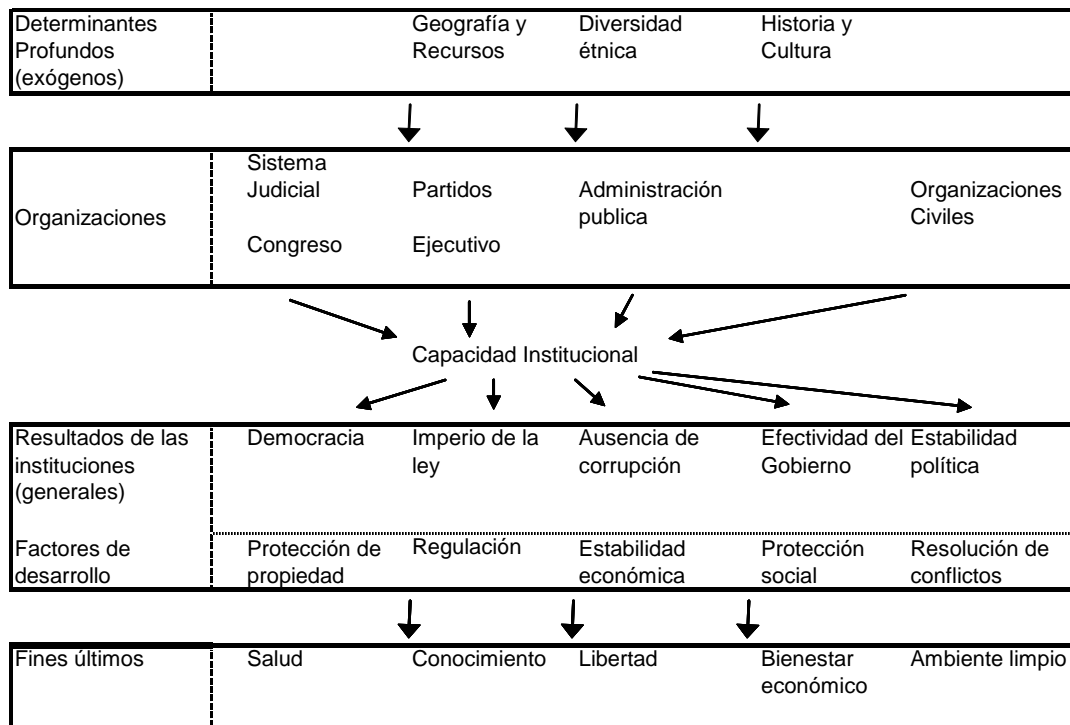 Determinantes
Profundos
(exógenos)
Geografía y
Recursos
Diversidad
étnica
Historia y
Cultura
Organizaciones
Sistema
Judicial
Congreso
Partidos
Ejecutivo
Administración
publica
Organizaciones
Civiles
Capacidad Institucional
Resultados de las
instituciones
(generales)
Democracia
Imperio de la
ley
Ausencia de
corrupción
Efectividad del
Gobierno
Estabilidad
política
Factores de
desarrollo
Protección de
propiedad
Regulación
Estabilidad
económica
Protección
social
Resolución de
conflictos
Fines últimos
Salud
Conocimiento
Libertad
Bienestar
económico
Ambiente limpio